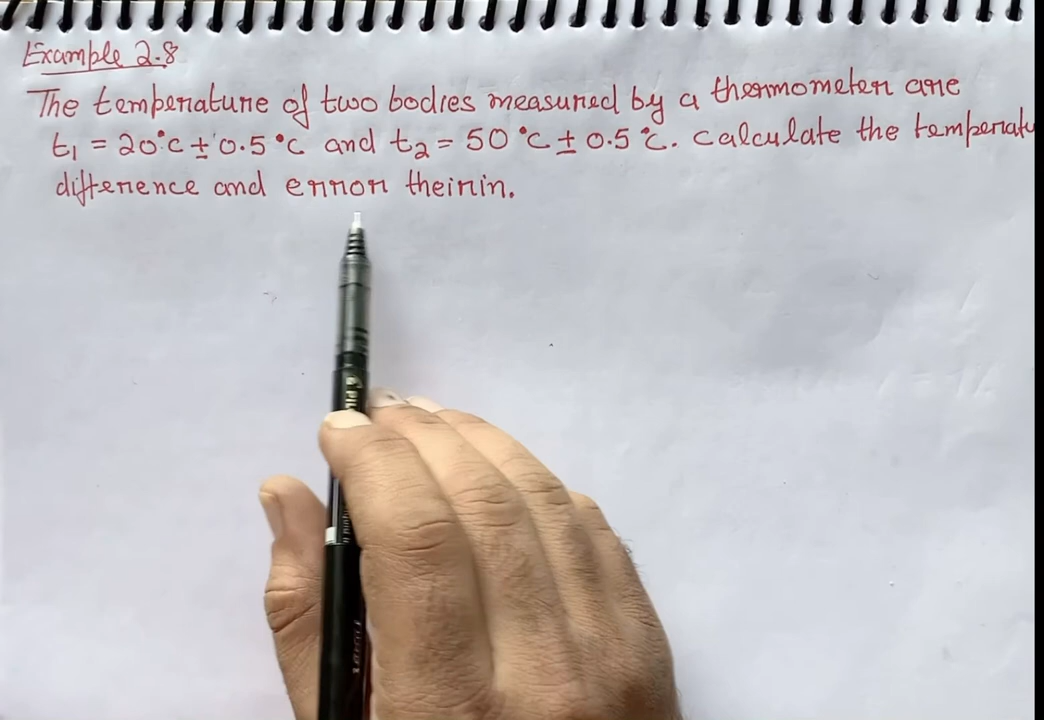 Example 2.8
The temperature of two bodies measured by a thermometer are
t₁ = 20°C ± 0.5 °C and t₂ = 50 °C ± 0.5 °C. calculate the temperatu
difference and error theirin.